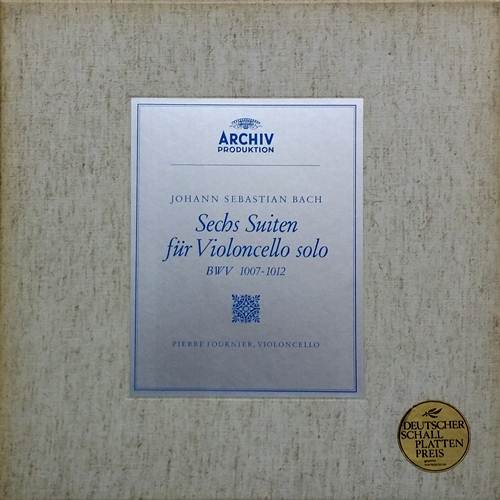 ARCHIV
PRODUKTION
JOHANN SEBASTIAN BACH
Sechs Suiten
für Violoncello solo
BWV 1007-1012
PIERRE FOURNIER, VIOLONCELLO
DEUTSCHER
SCHALL
PLATTEN
PREIS